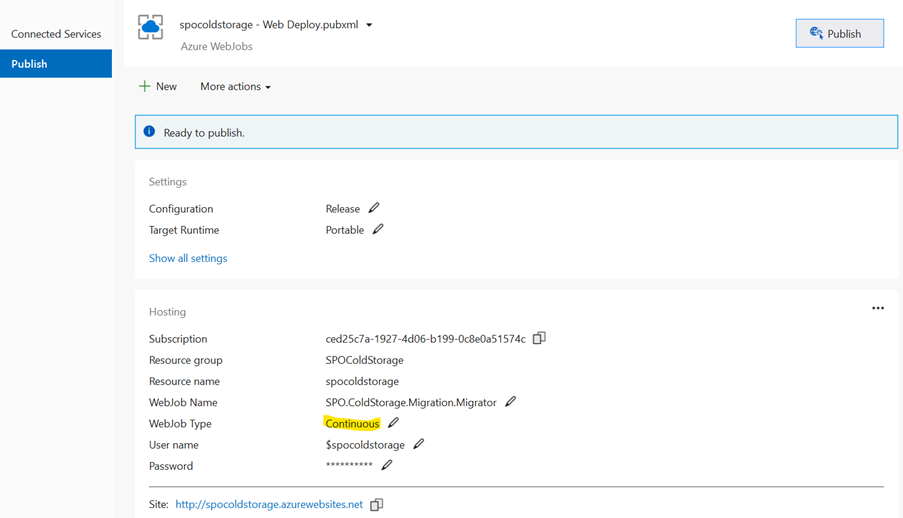 Connected Services
Publish
spocoldstorage - Web Deploy.pubxml
Azure WebJobs
Publish
New
More actions
Ready to publish.
Settings
Configuration Release
Target Runtime Portable
Show all settings
Hosting
Subscription ced25c7a-1927-4d06-b199-0c8e0a51574c
Resource group SPOColdStorage
Resource name spocoldstorage
WebJob Name SPO.ColdStorage.Migration.Migrator
WebJob Type Continuous
User name $spocoldstorage
Password **********
Site: http://spocoldstorage.azurewebsites.net